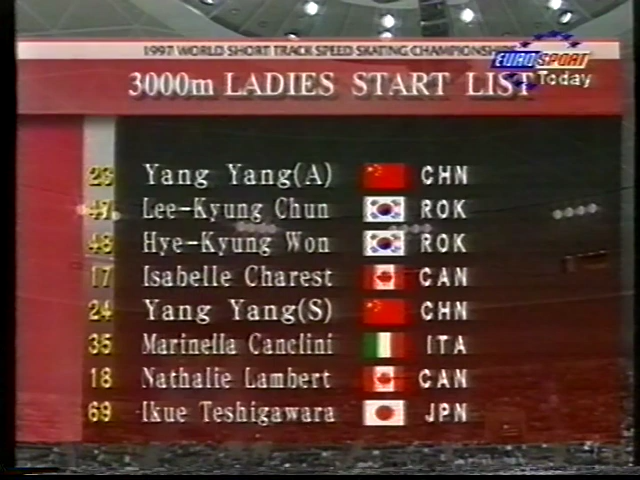 1997 WORLD SHORT TRACK SPEED SKATING CHAMPIONSHIP
EUROSPORT
Today
3000m LADIES START LIST
23 Yang Yang(A) CHN
47 Lee-Kyung Chun ROK
48 Hye-Kyung Won ROK
17 Isabelle Charest CAN
24 Yang Yang(S) CHN
35 Marinella Canclini ITA
18 Nathalie Lambert CAN
69 Ikue Teshigawara JPN